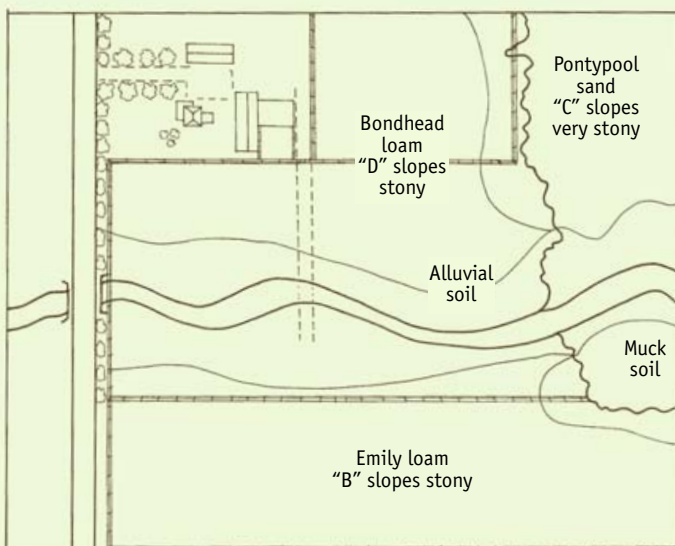 Pontypool
sand
“C” slopes
very stony
Bondhead
loam
“D” slopes
stony
Alluvial
soil
Muck
soil
Emily loam
“B” slopes stony